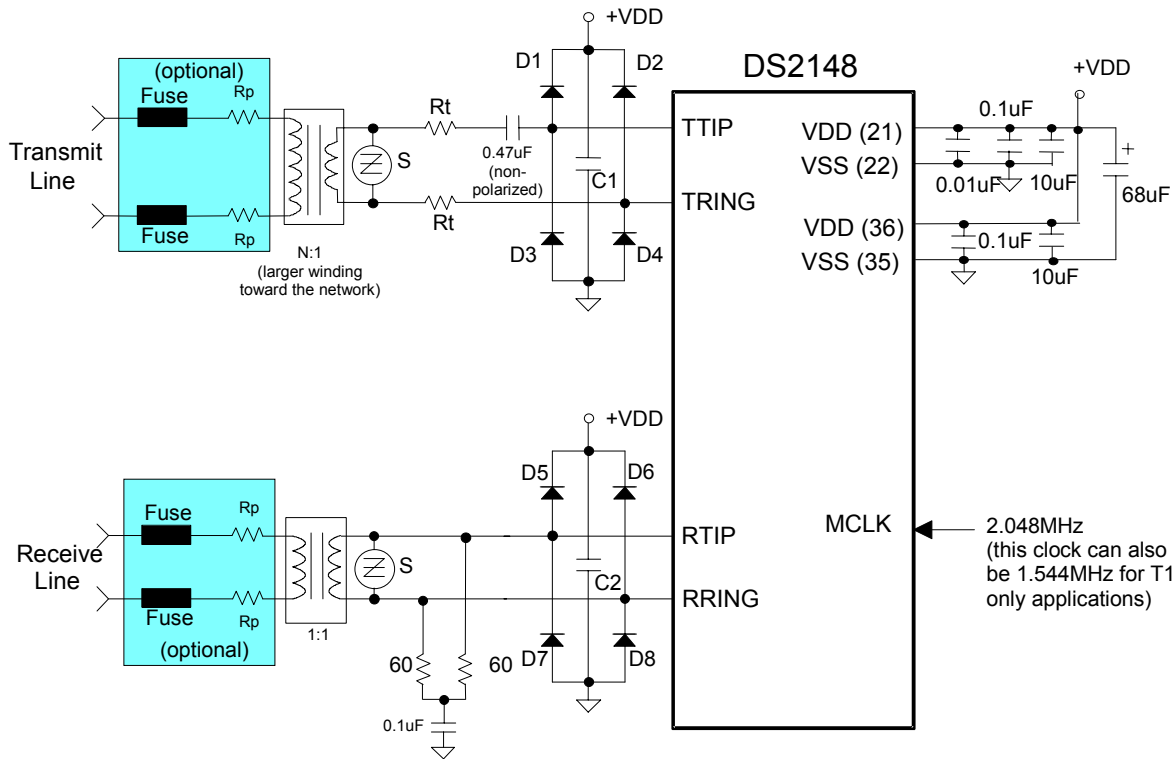 +VDD
(optional)
Fuse
Rp
D1
D2
DS2148
+VDD
Transmit
Line
Rt
0.47uF
(non-
polarized)
S
C1
TTIP
VDD (21)
0.1uF
+
VSS (22)
0.01uF
10uF
68uF
Fuse
Rp
Rt
TRING
N:1
(larger winding
toward the network)
D3
D4
VDD (36)
0.1uF
VSS (35)
10uF
+VDD
D5
D6
Fuse
Rp
Receive
Line
S
C2
RTIP
MCLK
2.048MHz
(this clock can also
be 1.544MHz for T1
only applications)
Fuse
Rp
(optional)
1:1
RRING
60
60
D7
D8
0.1uF